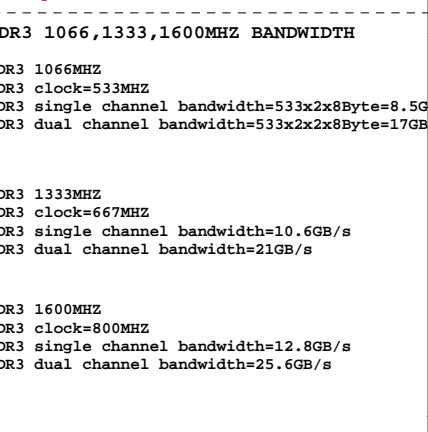 DR3 1066,1333,1600MHZ BANDWIDTH
DR3 1066MHZ
DR3 clock=533MHZ
DR3 single channel bandwidth=533x2x8Byte=8.5G
DR3 dual channel bandwidth=533x2x8Byte=17GB
DR3 1333MHZ
DR3 clock=667MHZ
DR3 single channel bandwidth=10.6GB/s
DR3 dual channel bandwidth=21GB/s
DR3 1600MHZ
DR3 clock=800MHZ
DR3 single channel bandwidth=12.8GB/s
DR3 dual channel bandwidth=25.6GB/s